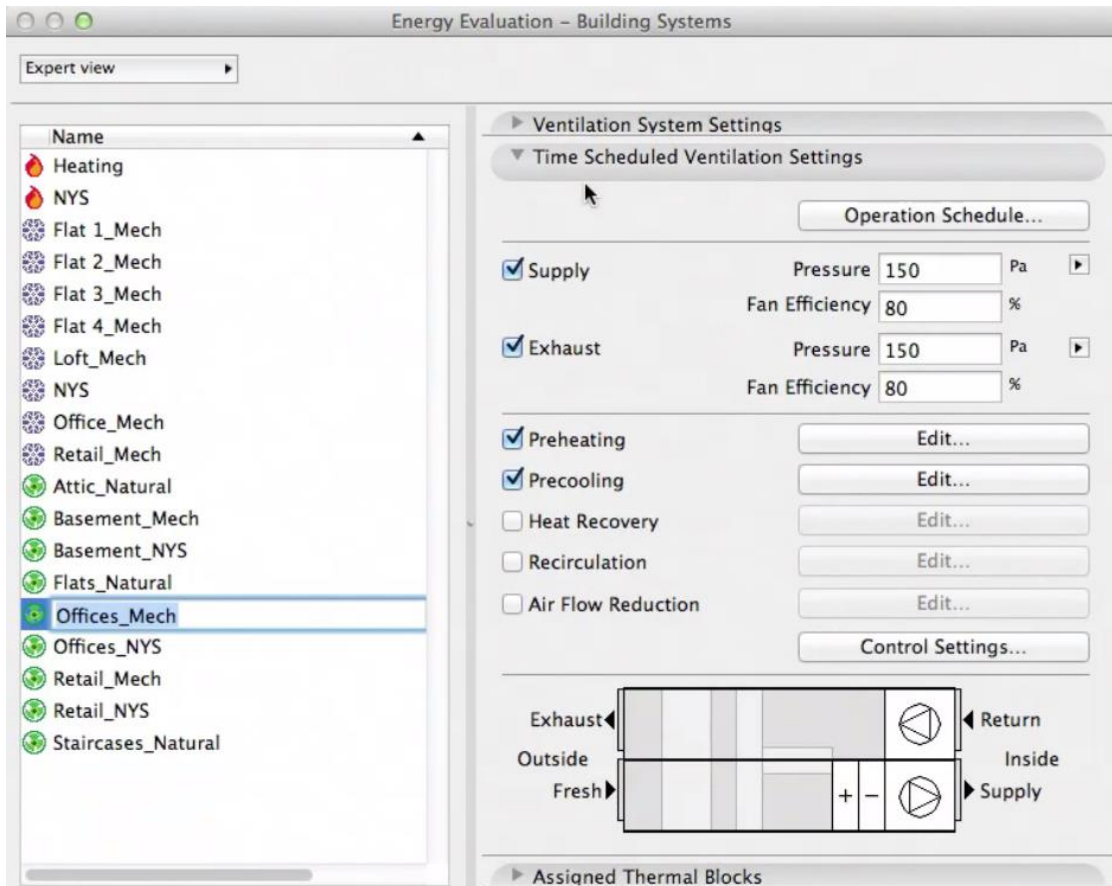 Energy Evaluation – Building Systems
Expert view
Name
Heating
NYS
Flat 1_Mech
Flat 2_Mech
Flat 3_Mech
Flat 4_Mech
Loft_Mech
NYS
Office_Mech
Retail_Mech
Attic_Natural
Basement_Mech
Basement_NYS
Flats_Natural
Offices_Mech
Offices_NYS
Retail_Mech
Retail_NYS
Staircases_Natural
Ventilation System Settings
Time Scheduled Ventilation Settings
Operation Schedule...
Supply Pressure 150 Pa
Fan Efficiency 80 %
Exhaust Pressure 150 Pa
Fan Efficiency 80 %
Preheating Edit...
Precooling Edit...
Heat Recovery Edit...
Recirculation Edit...
Air Flow Reduction Edit...
Control Settings...
Exhaust Return
Outside Inside
Fresh + − Supply
Assigned Thermal Blocks